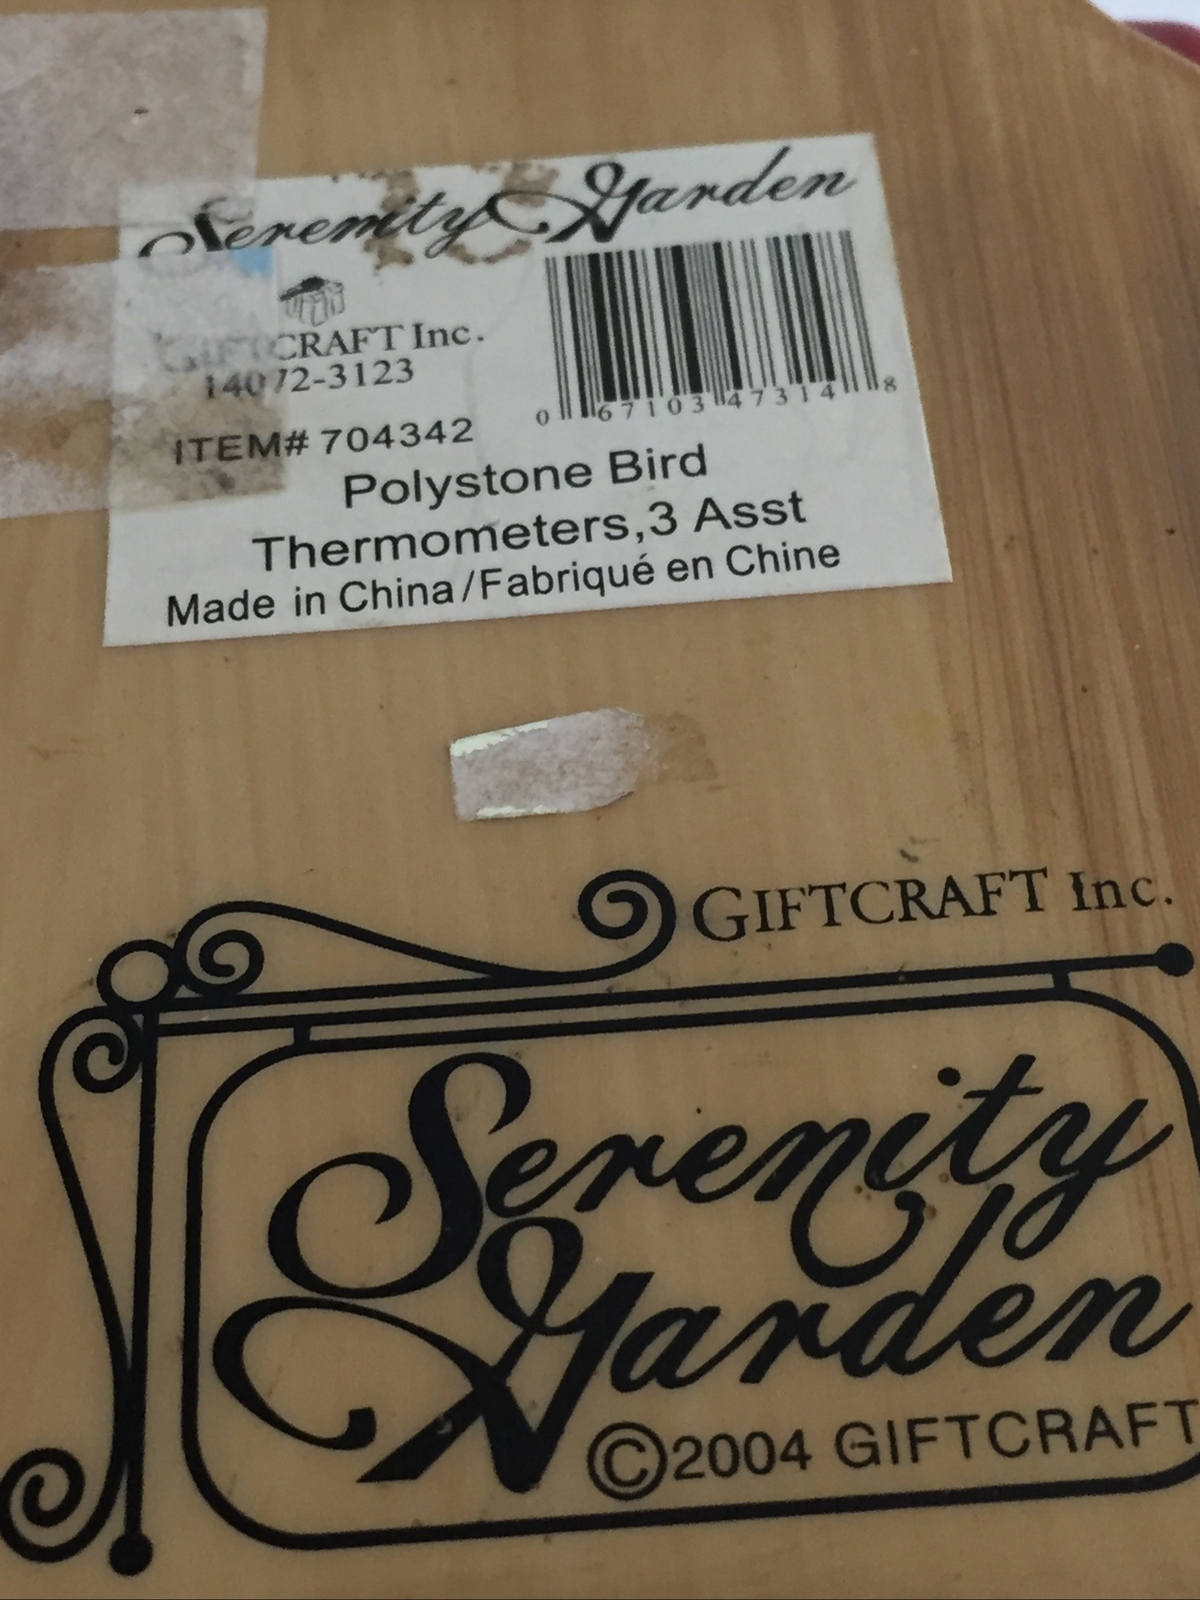 Serenity Garden
GIFTCRAFT Inc.
14072-3123
ITEM# 704342
0 67103 47314 8
Polystone Bird
Thermometers,3 Asst
Made in China/Fabriqué en Chine
GIFTCRAFT Inc.
Serenity
Garden
©2004 GIFTCRAFT